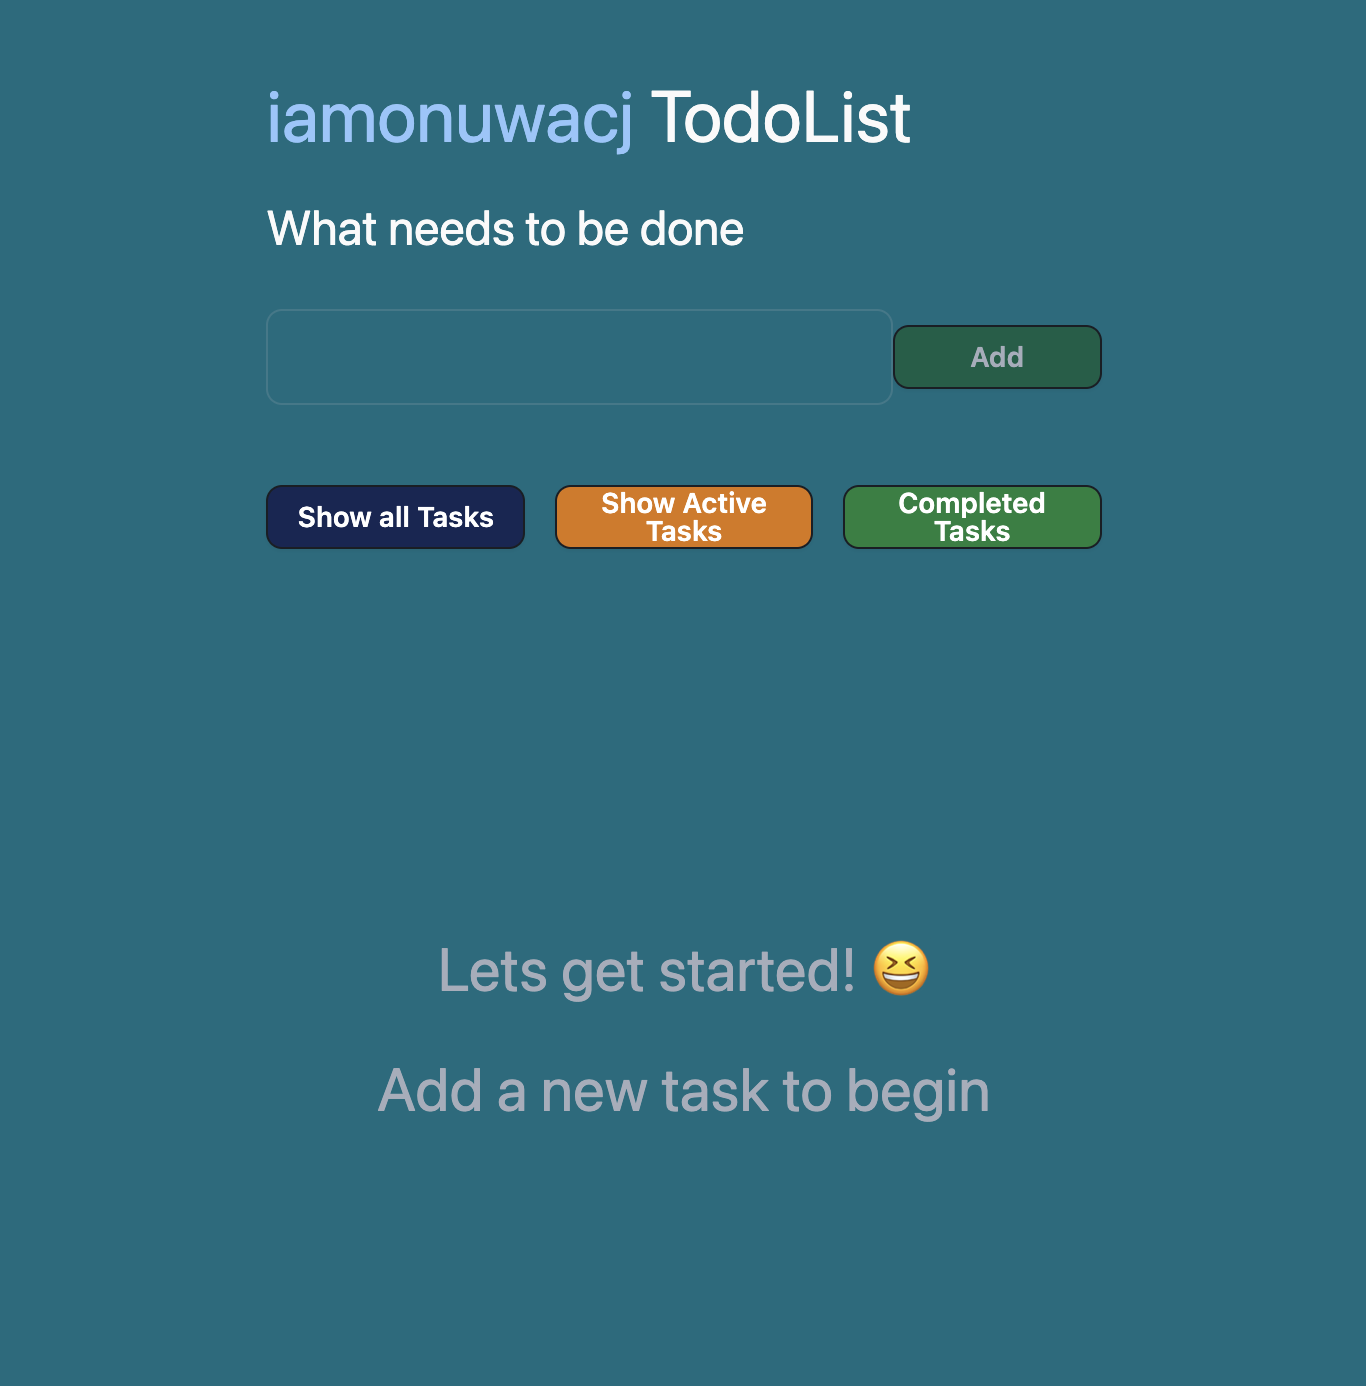 iamonuwacj TodoList
What needs to be done
Add
Show all Tasks
Show Active
Tasks
Completed
Tasks
Lets get started! 😆
Add a new task to begin